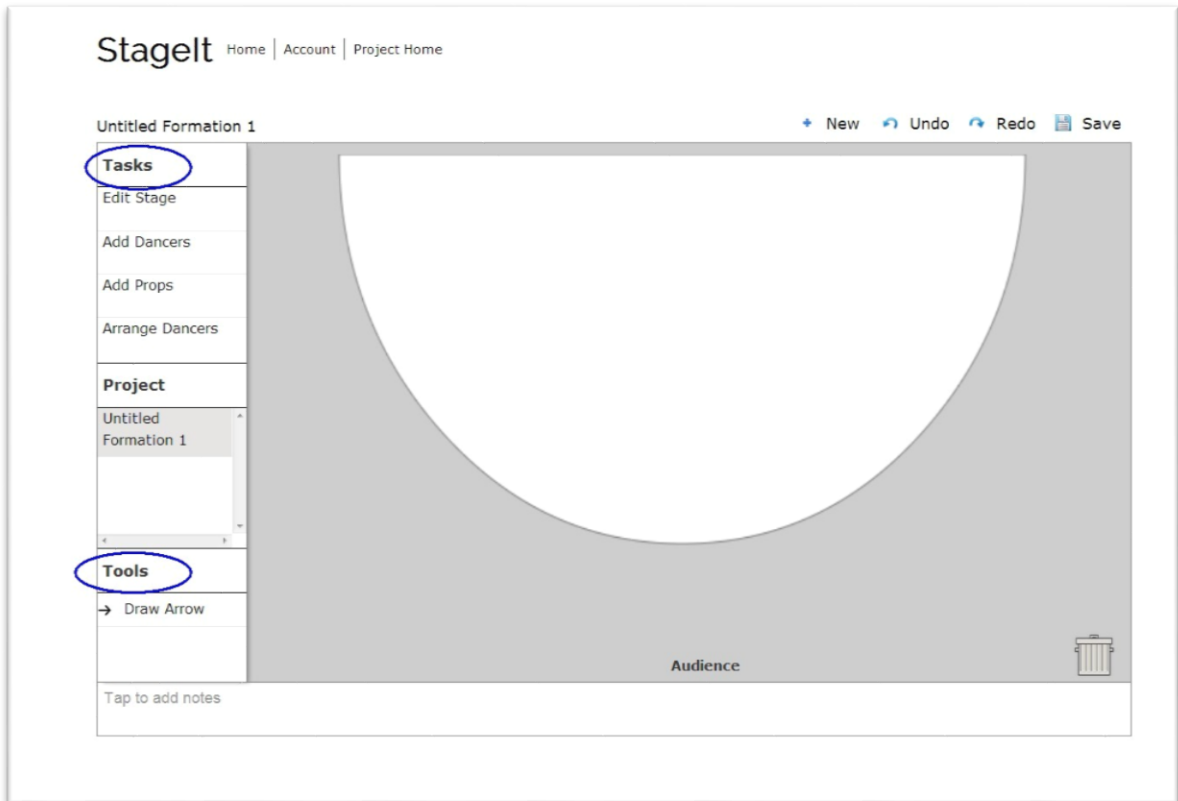 StageIt Home Account Project Home
Untitled Formation 1
+ New Undo Redo Save
Tasks
Edit Stage
Add Dancers
Add Props
Arrange Dancers
Project
Untitled
Formation 1
Tools
→ Draw Arrow
Audience
Tap to add notes